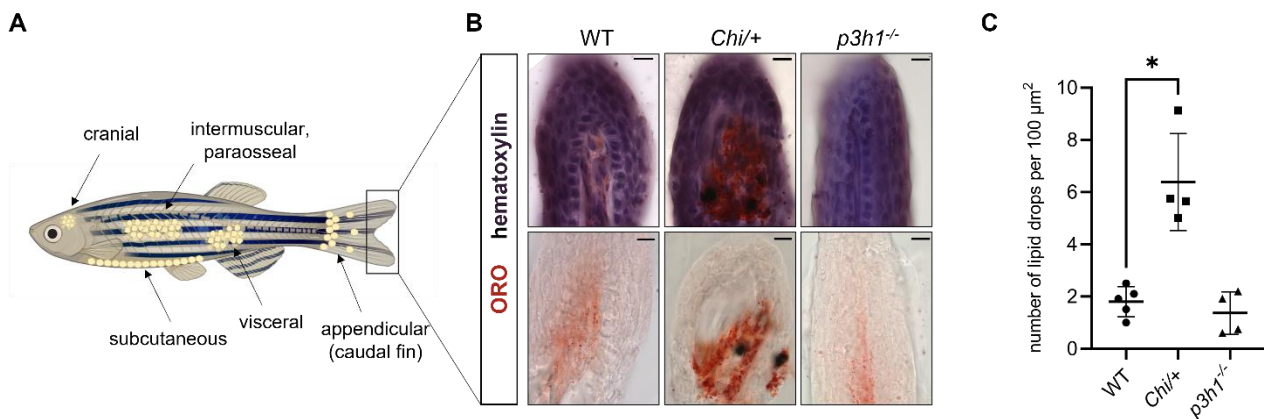 A
cranial
intermuscular,
paraosseal
subcutaneous
visceral
appendicular
(caudal fin)
B
WT
Chi/+
p3h1⁻/⁻
ORO hematoxylin
C
*
number of lipid drops per 100 µm²
10
8
6
4
2
0
WT
Chi/+
p3h1⁻/⁻